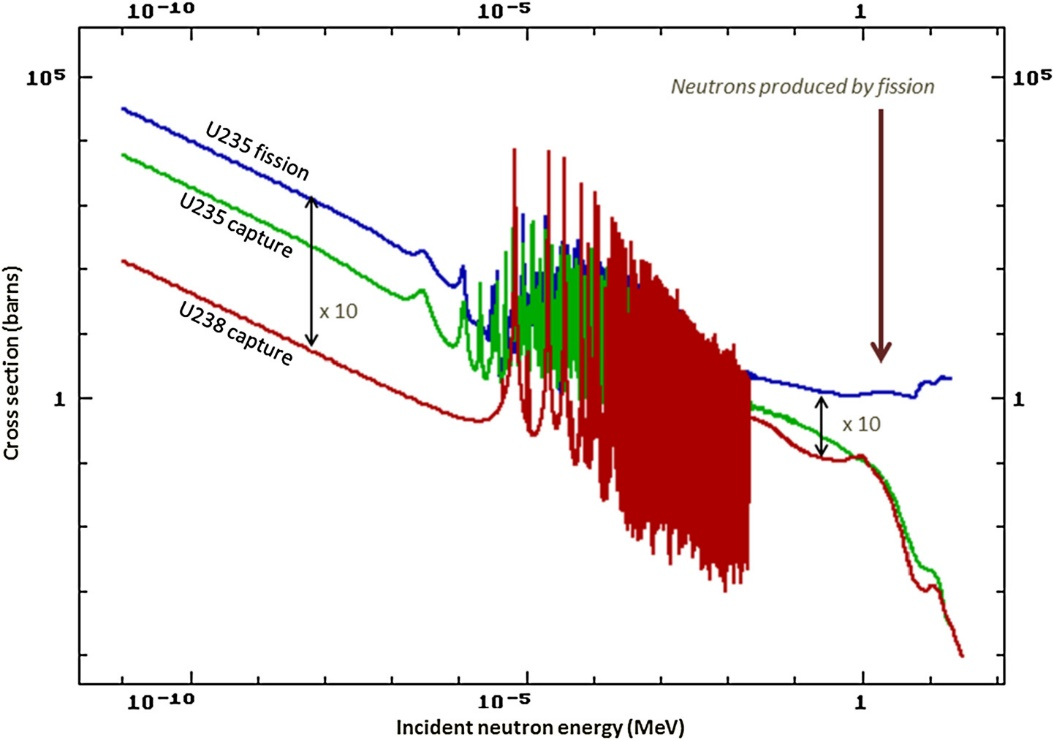 10⁻¹⁰ 10⁻⁵ 1
10⁵ 10⁵
Neutrons produced by fission
U235 fission
U235 capture
x 10
U238 capture
1 1
x 10
Cross section (barns)
10⁻¹⁰ 10⁻⁵ 1
Incident neutron energy (MeV)